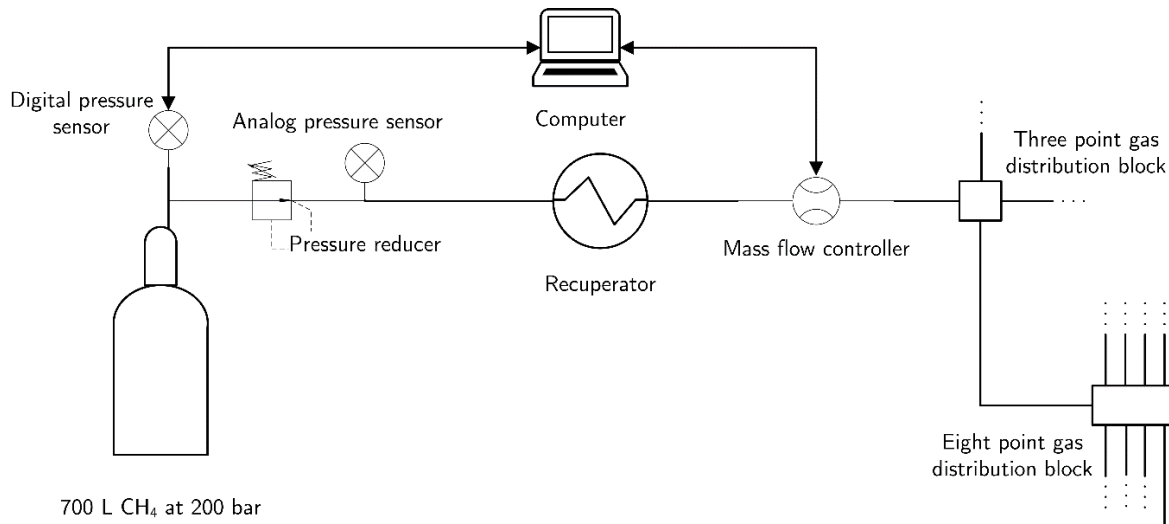 Digital pressure
sensor
Analog pressure sensor
Computer
Three point gas
distribution block
Pressure reducer
Mass flow controller
Recuperator
Eight point gas
distribution block
700 L CH₄ at 200 bar